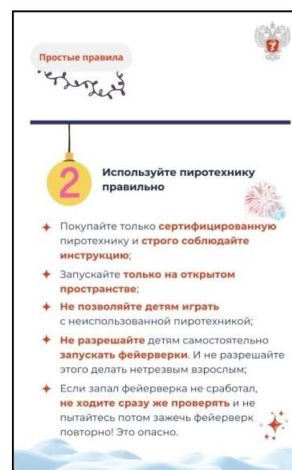 Простые правила
2
Используйте пиротехнику
правильно
Покупайте только сертифицированную
пиротехнику и строго соблюдайте
инструкцию;
Запускайте только на открытом
пространстве;
Не позволяйте детям играть
с неиспользованной пиротехникой;
Не разрешайте детям самостоятельно
запускать фейерверки. И не разрешайте
этого делать нетрезвым взрослым;
Если запал фейерверка не сработал,
не ходите сразу же проверять и не
пытайтесь потом зажечь фейерверк
повторно! Это опасно.